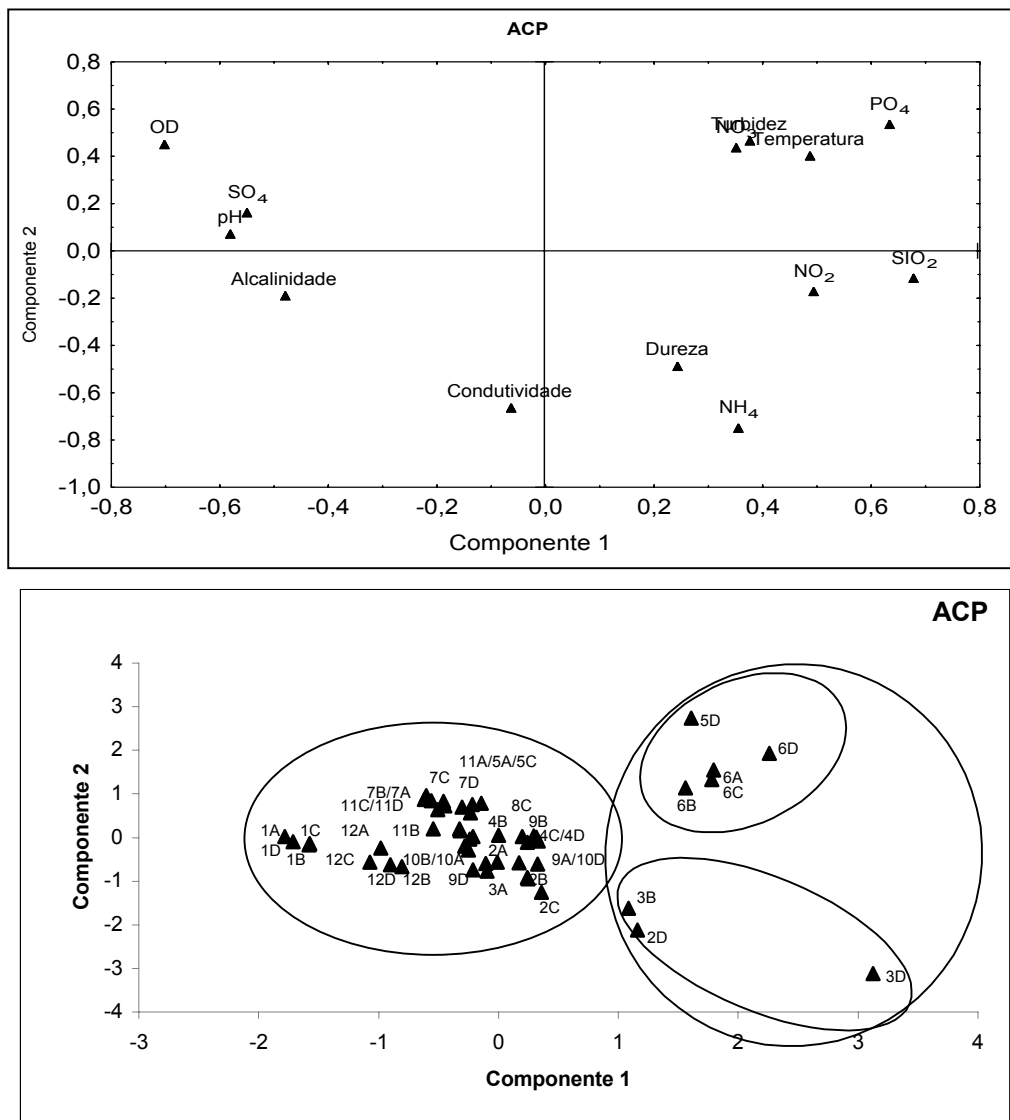 ACP
0,8
0,6
0,4
0,2
0,0
-0,2
-0,4
-0,6
-0,8
-1,0
Componente 2
OD
SO4
pH
Alcalinidade
Condutividade
Turbidez
NO3
Temperatura
PO4
NO2
SIO2
Dureza
NH4
-0,8 -0,6 -0,4 -0,2 0,0 0,2 0,4 0,6 0,8
Componente 1
ACP
4
3
2
1
0
-1
-2
-3
-4
Componente 2
11A/5A/5C
7C 7D
7B/7A
11C/11D
8C
4B 9B
1A 1C 12A 11B 4C/4D
1D 1B 12C 10B/10A 2A 9A/10D
12D 12B 9D 3A 2B
2C
5D
6D
6A
6C
6B
3B
2D
3D
-3 -2 -1 0 1 2 3 4
Componente 1